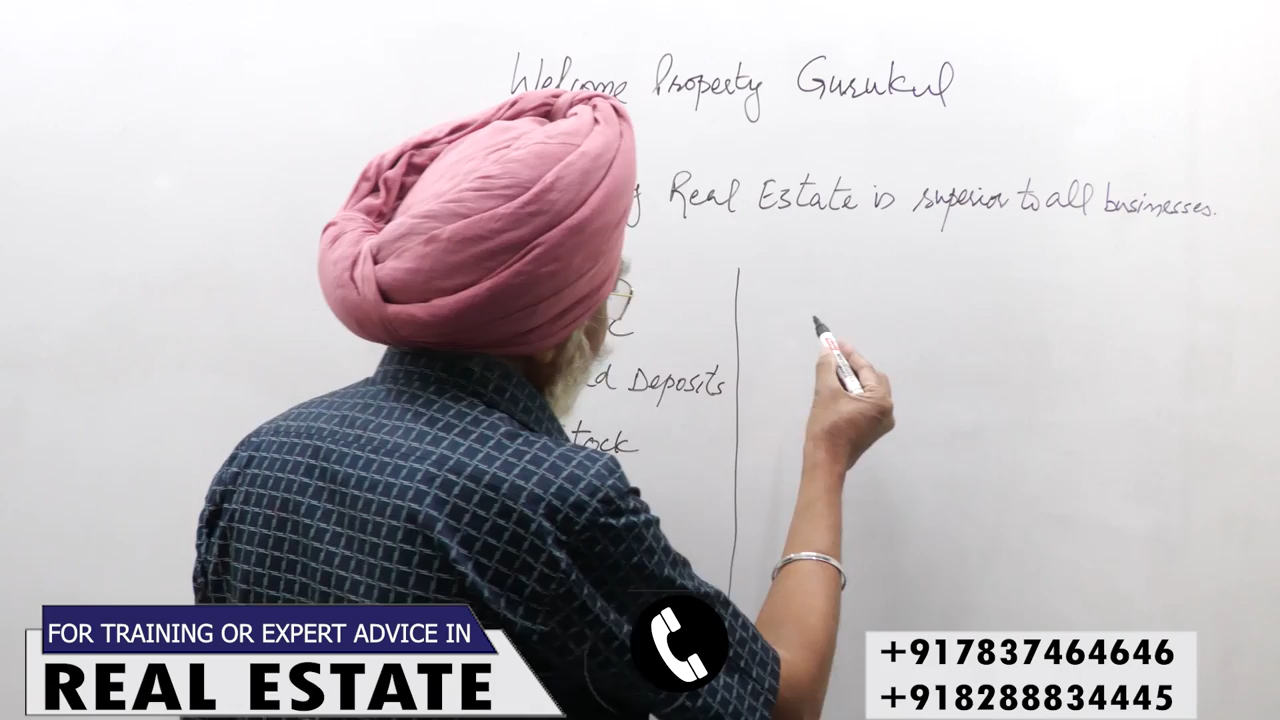 Welcome Property Gurukul
Real Estate is superior to all businesses.
Deposits
FOR TRAINING OR EXPERT ADVICE IN
REAL ESTATE
+917837464646
+918288834445